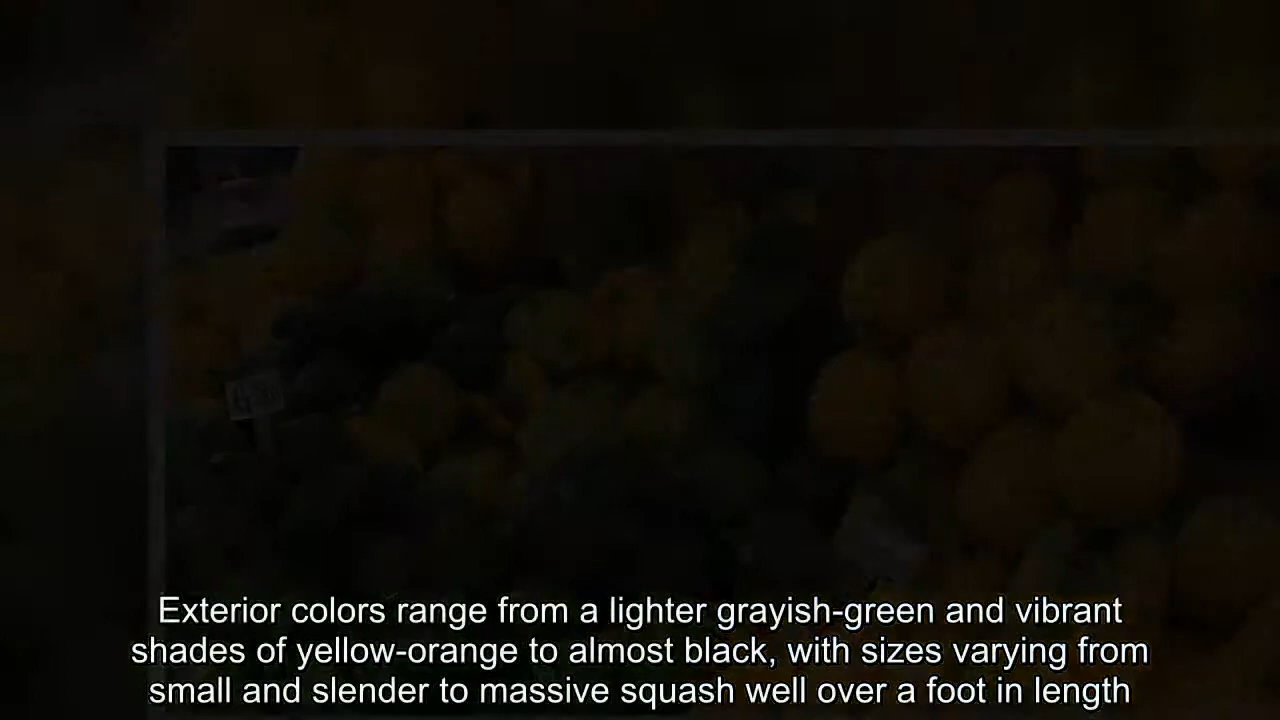 Exterior colors range from a lighter grayish-green and vibrant
shades of yellow-orange to almost black, with sizes varying from
small and slender to massive squash well over a foot in length